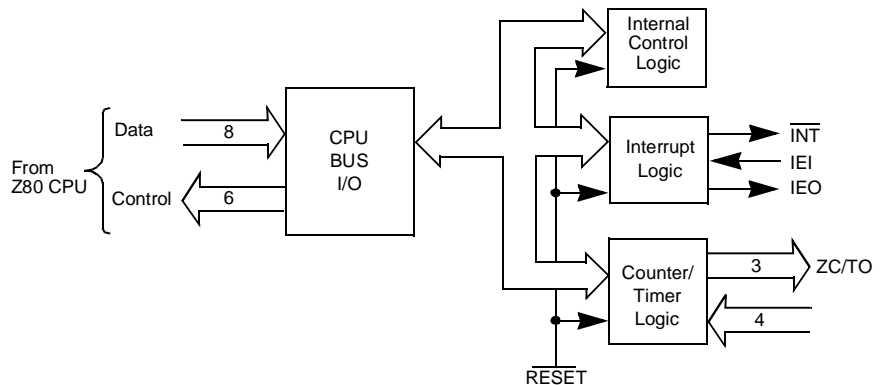 From
Z80 CPU
Data
8
Control
6
CPU
BUS
I/O
Internal
Control
Logic
Interrupt
Logic
INT
IEI
IEO
Counter/
Timer
Logic
3
ZC/TO
4
RESET